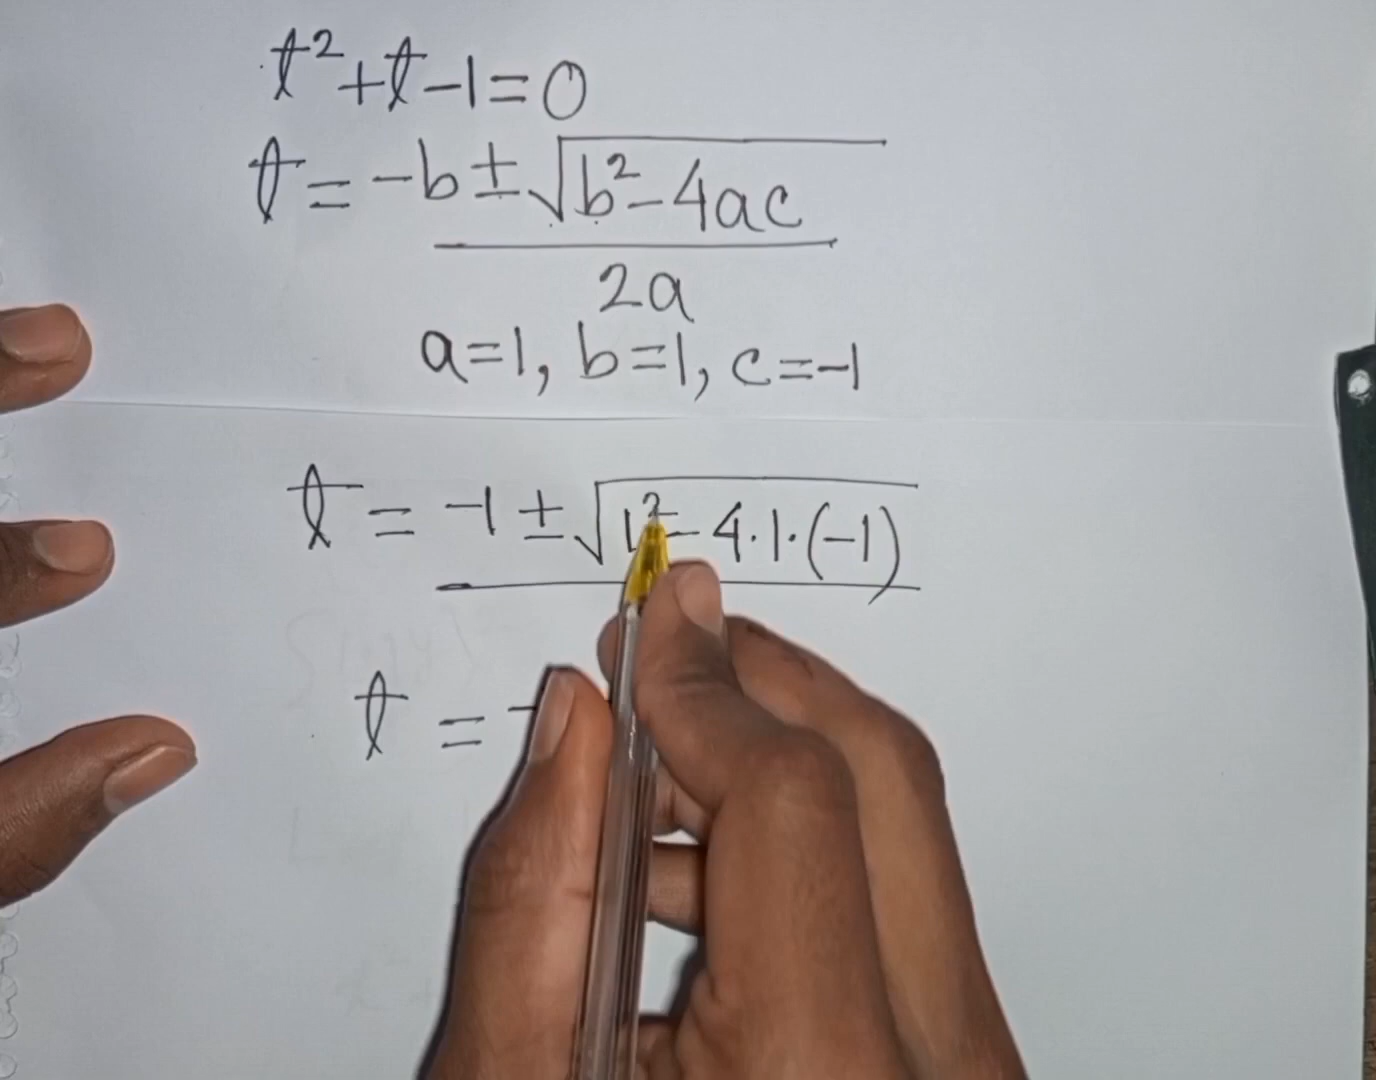 t²+t-1=0
t = -b ± √b²-4ac
2a
a=1, b=1, c=-1
t = -1 ± √1²-4·1·(-1)
t = -